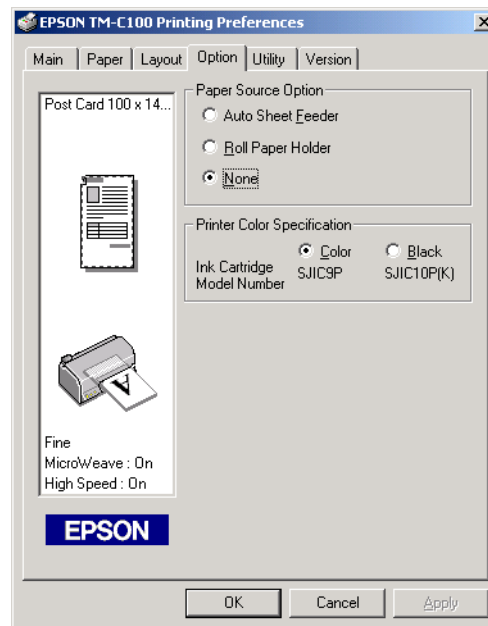 EPSON TM-C100 Printing Preferences
Main Paper Layout Option Utility Version
Post Card 100 x 14...
Paper Source Option
Auto Sheet Feeder
Roll Paper Holder
None
Printer Color Specification
Color Black
Ink Cartridge Model Number SJIC9P SJIC10P(K)
A
Fine
MicroWeave : On
High Speed : On
EPSON
OK Cancel Apply